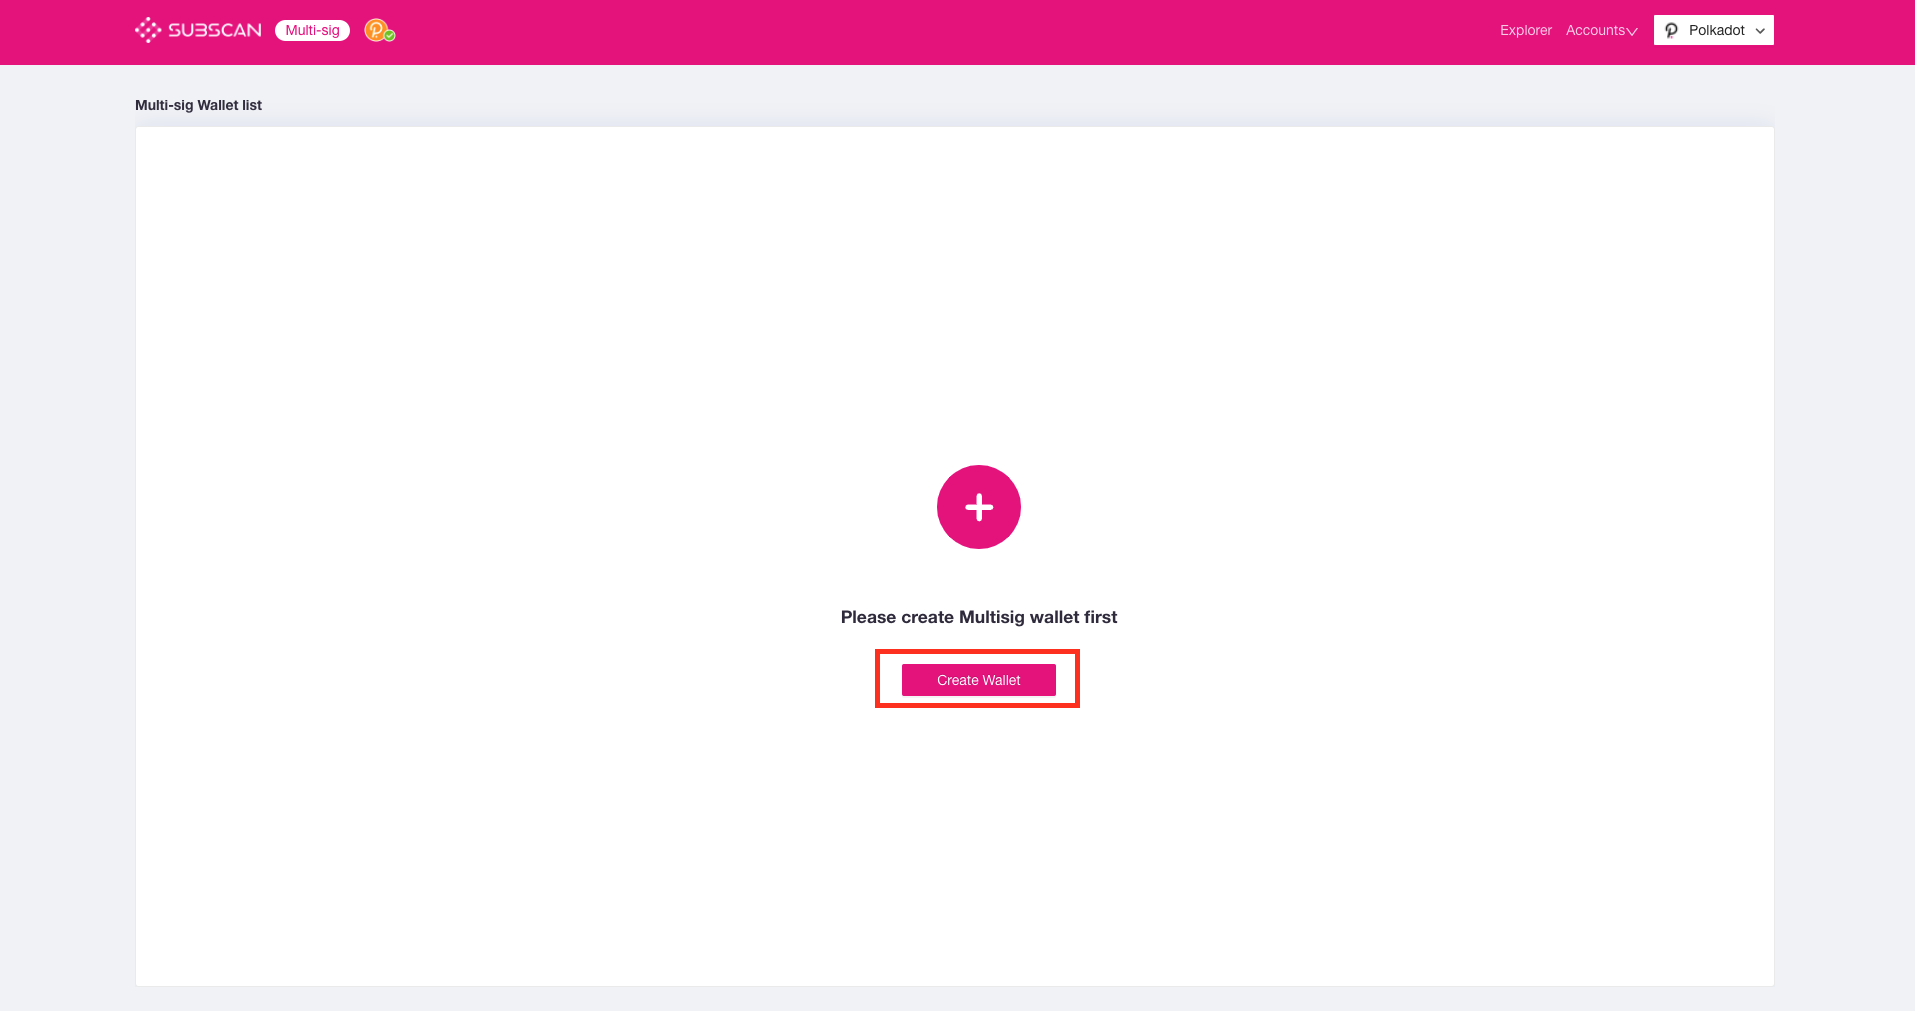 SUBSCAN Multi-sig Explorer Accounts Polkadot
Multi-sig Wallet list
Please create Multisig wallet first
Create Wallet